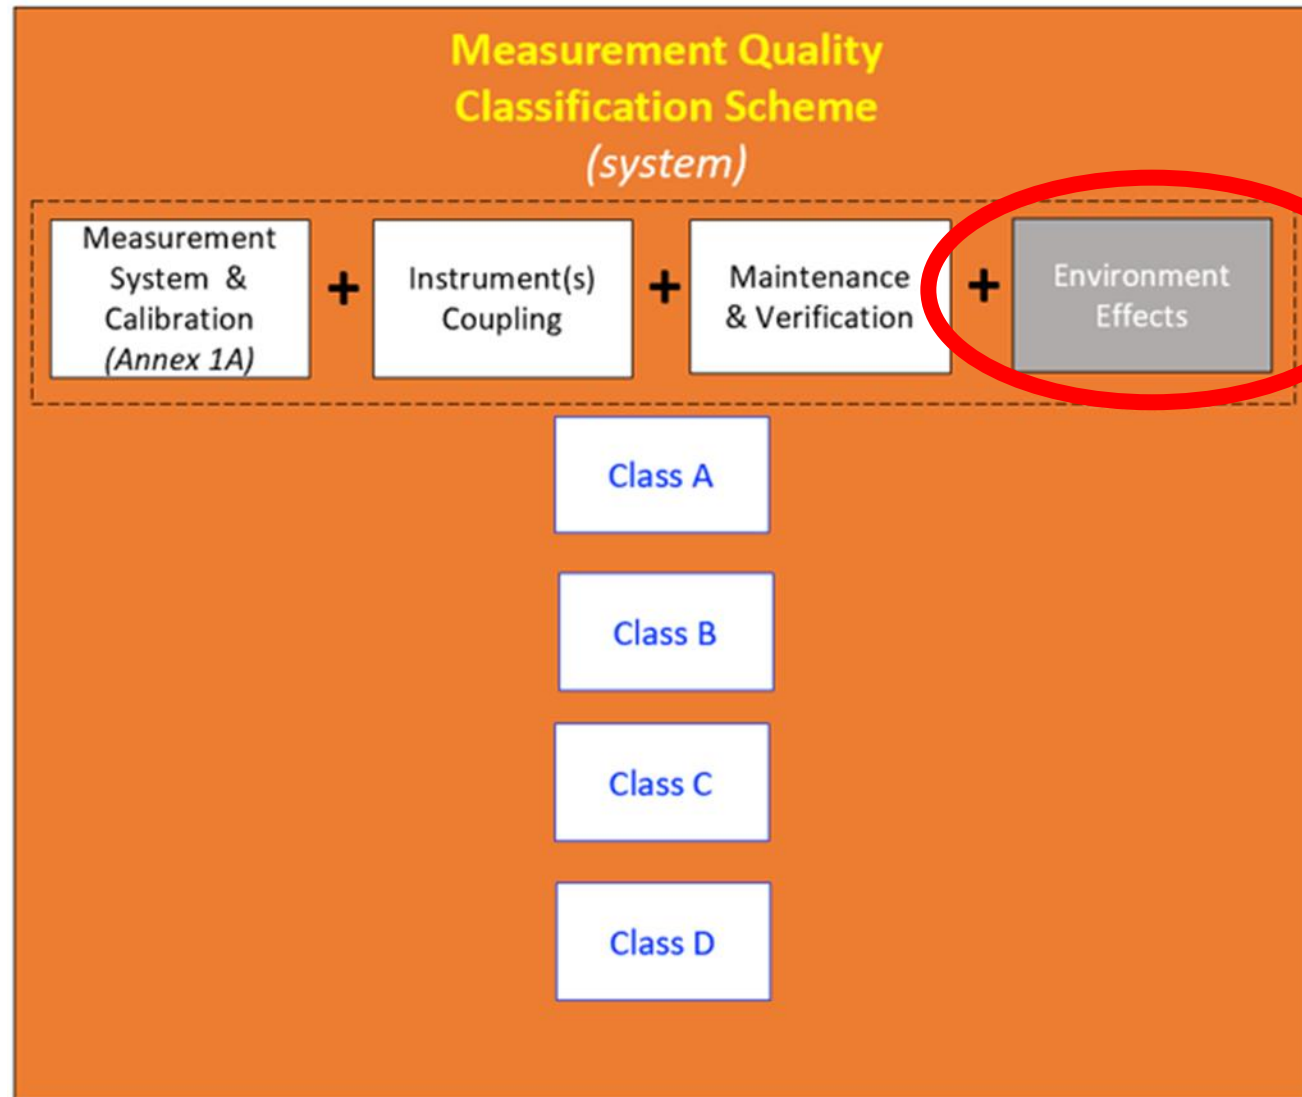 Measurement Quality
Classification Scheme
(system)
Measurement
System &
Calibration
(Annex 1A)
+
Instrument(s)
Coupling
+
Maintenance
& Verification
+
Environment
Effects
Class A
Class B
Class C
Class D